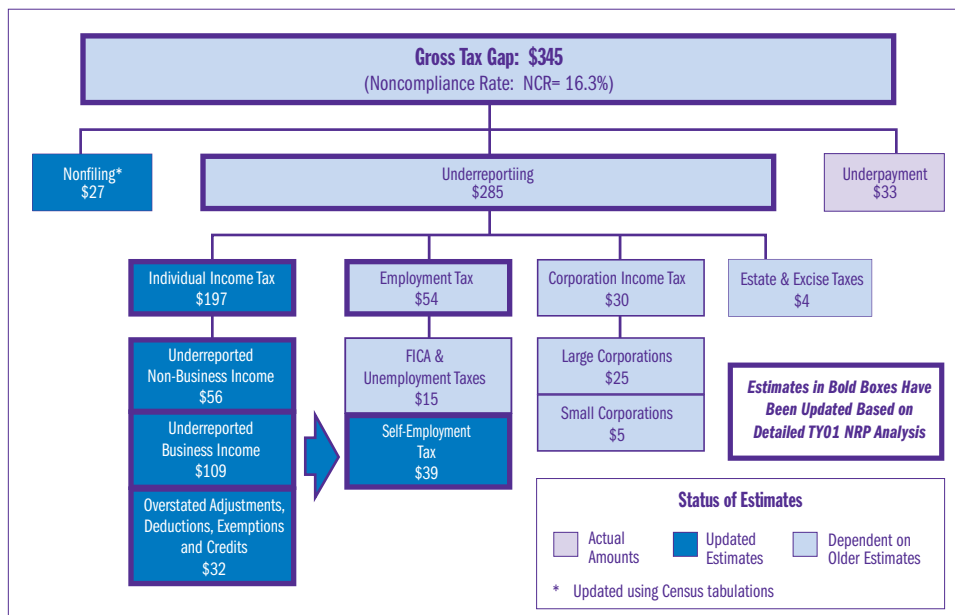 Gross Tax Gap: $345
(Noncompliance Rate: NCR= 16.3%)
Nonfiling*
$27
Underreportiing
$285
Underpayment
$33
Individual Income Tax
$197
Employment Tax
$54
Corporation Income Tax
$30
Estate & Excise Taxes
$4
Underreported
Non-Business Income
$56
FICA &
Unemployment Taxes
$15
Large Corporations
$25
Small Corporations
$5
Underreported
Business Income
$109
Self-Employment
Tax
$39
Overstated Adjustments,
Deductions, Exemptions
and Credits
$32
Estimates in Bold Boxes Have
Been Updated Based on
Detailed TY01 NRP Analysis
Status of Estimates
Actual
Amounts
Updated
Estimates
Dependent on
Older Estimates
* Updated using Census tabulations